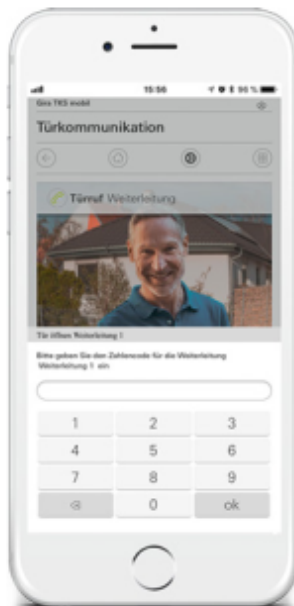 15:56
96 %
Gira TKS mobil
Türkommunikation
Türruf Weiterleitung
Tür öffnen Weiterleitung 1
Bitte geben Sie den Zahlencode für die Weiterleitung
Weiterleitung 1 ein
1 2 3
4 5 6
7 8 9
0 ok